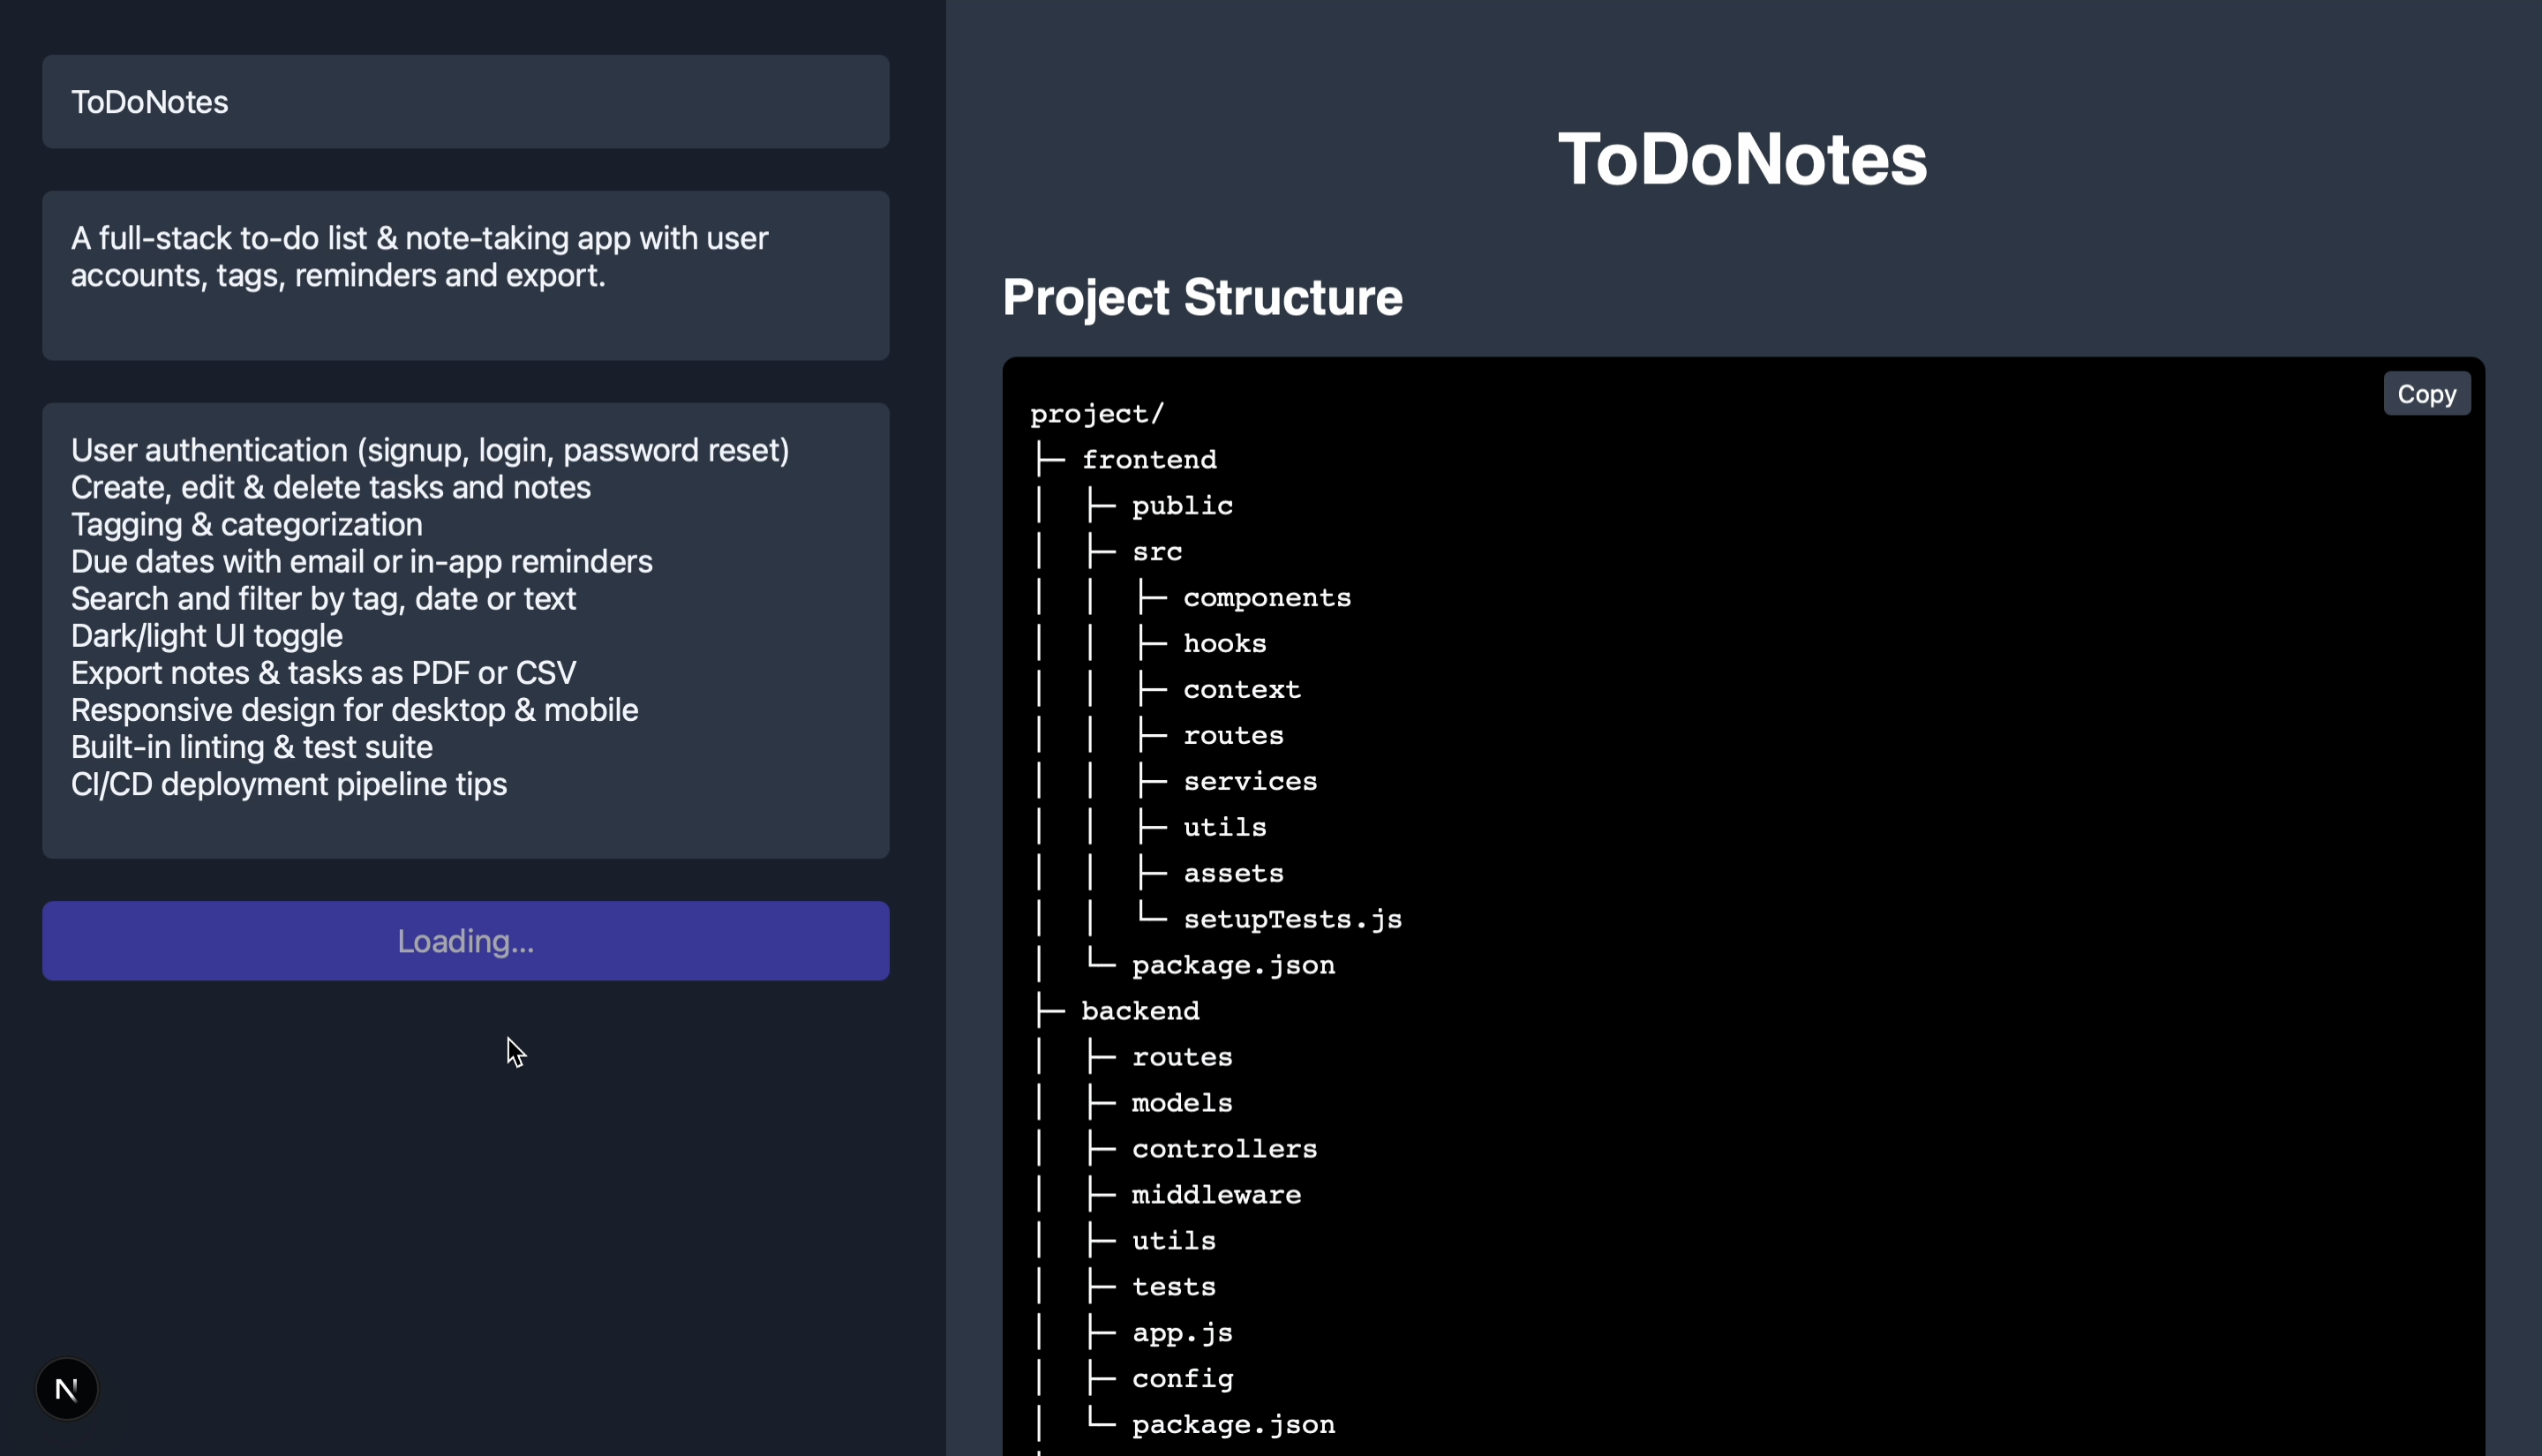 ToDoNotes
A full-stack to-do list & note-taking app with user
accounts, tags, reminders and export.
User authentication (signup, login, password reset)
Create, edit & delete tasks and notes
Tagging & categorization
Due dates with email or in-app reminders
Search and filter by tag, date or text
Dark/light UI toggle
Export notes & tasks as PDF or CSV
Responsive design for desktop & mobile
Built-in linting & test suite
CI/CD deployment pipeline tips
Loading...
N
ToDoNotes
Project Structure
Copy
project/
├─ frontend
│  ├─ public
│  ├─ src
│  │  ├─ components
│  │  ├─ hooks
│  │  ├─ context
│  │  ├─ routes
│  │  ├─ services
│  │  ├─ utils
│  │  ├─ assets
│  │  └─ setupTests.js
│  └─ package.json
├─ backend
│  ├─ routes
│  ├─ models
│  ├─ controllers
│  ├─ middleware
│  ├─ utils
│  ├─ tests
│  ├─ app.js
│  ├─ config
│  └─ package.json